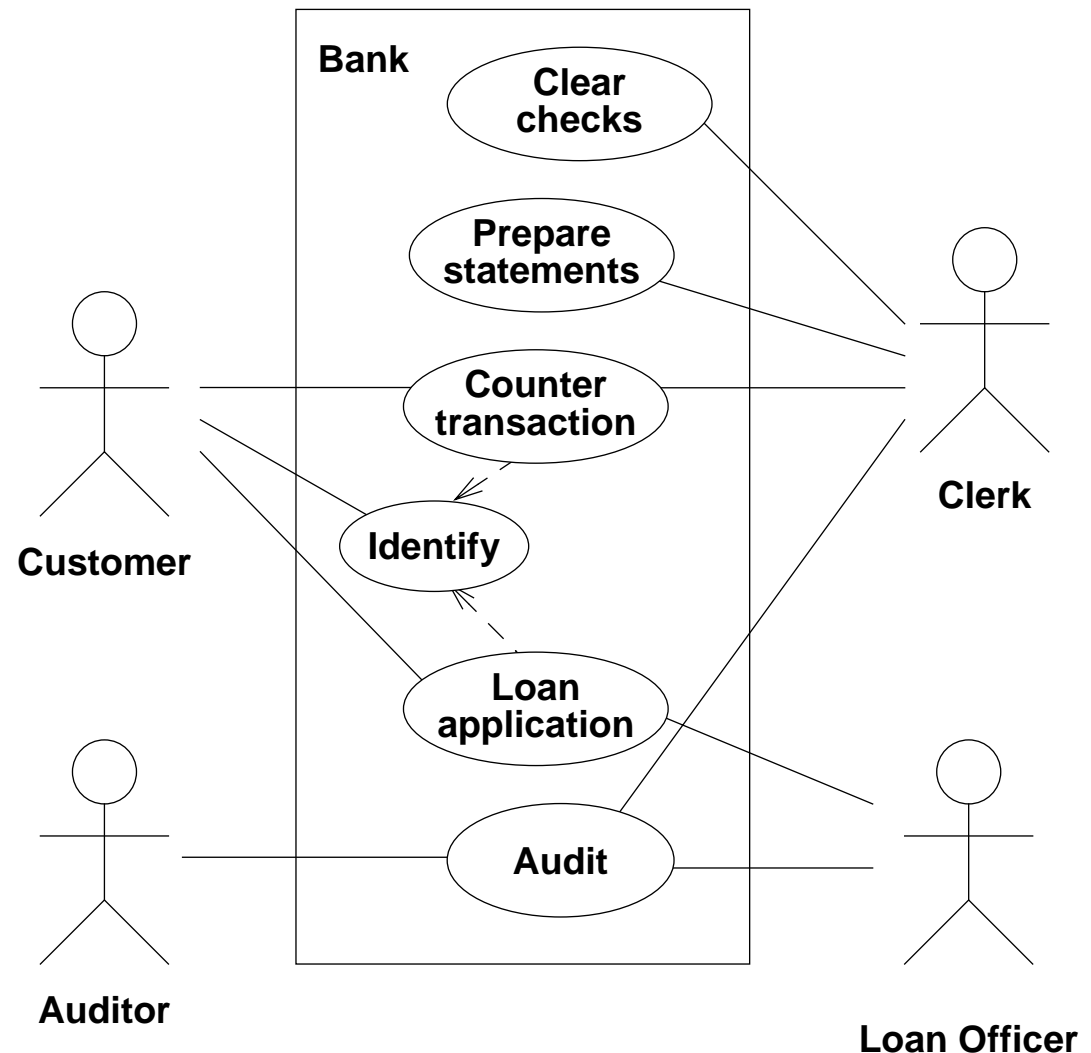 Bank
Clear
checks
Prepare
statements
Counter
transaction
Clerk
Identify
Customer
Loan
application
Audit
Auditor
Loan Officer